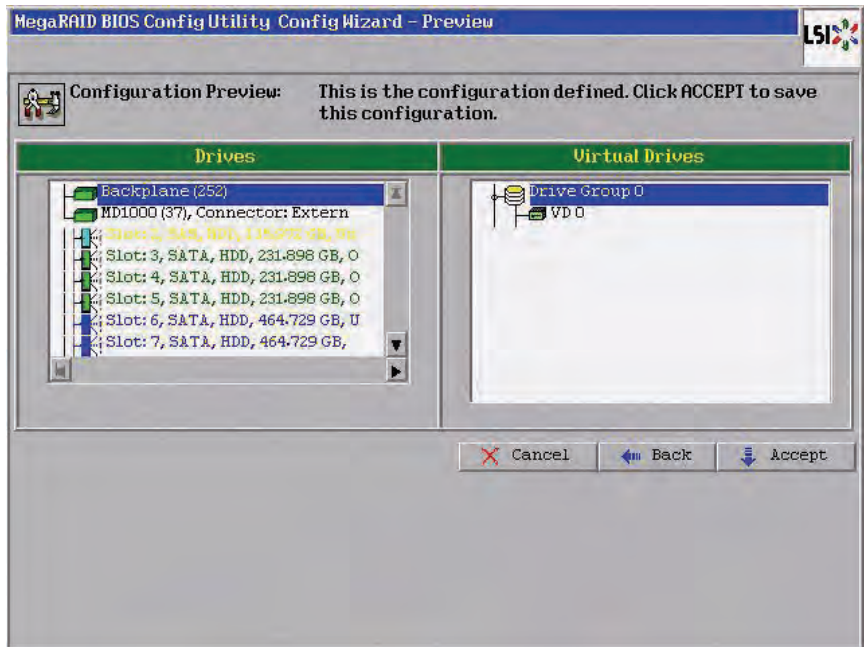 MegaRAID BIOS Config Utility Config Wizard – Preview
LSI
Configuration Preview: This is the configuration defined. Click ACCEPT to save
this configuration.
Drives
Backplane (252)
MD1000 (37), Connector: Extern
Slot: 3, SATA, HDD, 231.898 GB, O
Slot: 4, SATA, HDD, 231.898 GB, O
Slot: 5, SATA, HDD, 231.898 GB, O
Slot: 6, SATA, HDD, 464.729 GB, U
Slot: 7, SATA, HDD, 464.729 GB,
Virtual Drives
Drive Group 0
VD 0
Cancel
Back
Accept